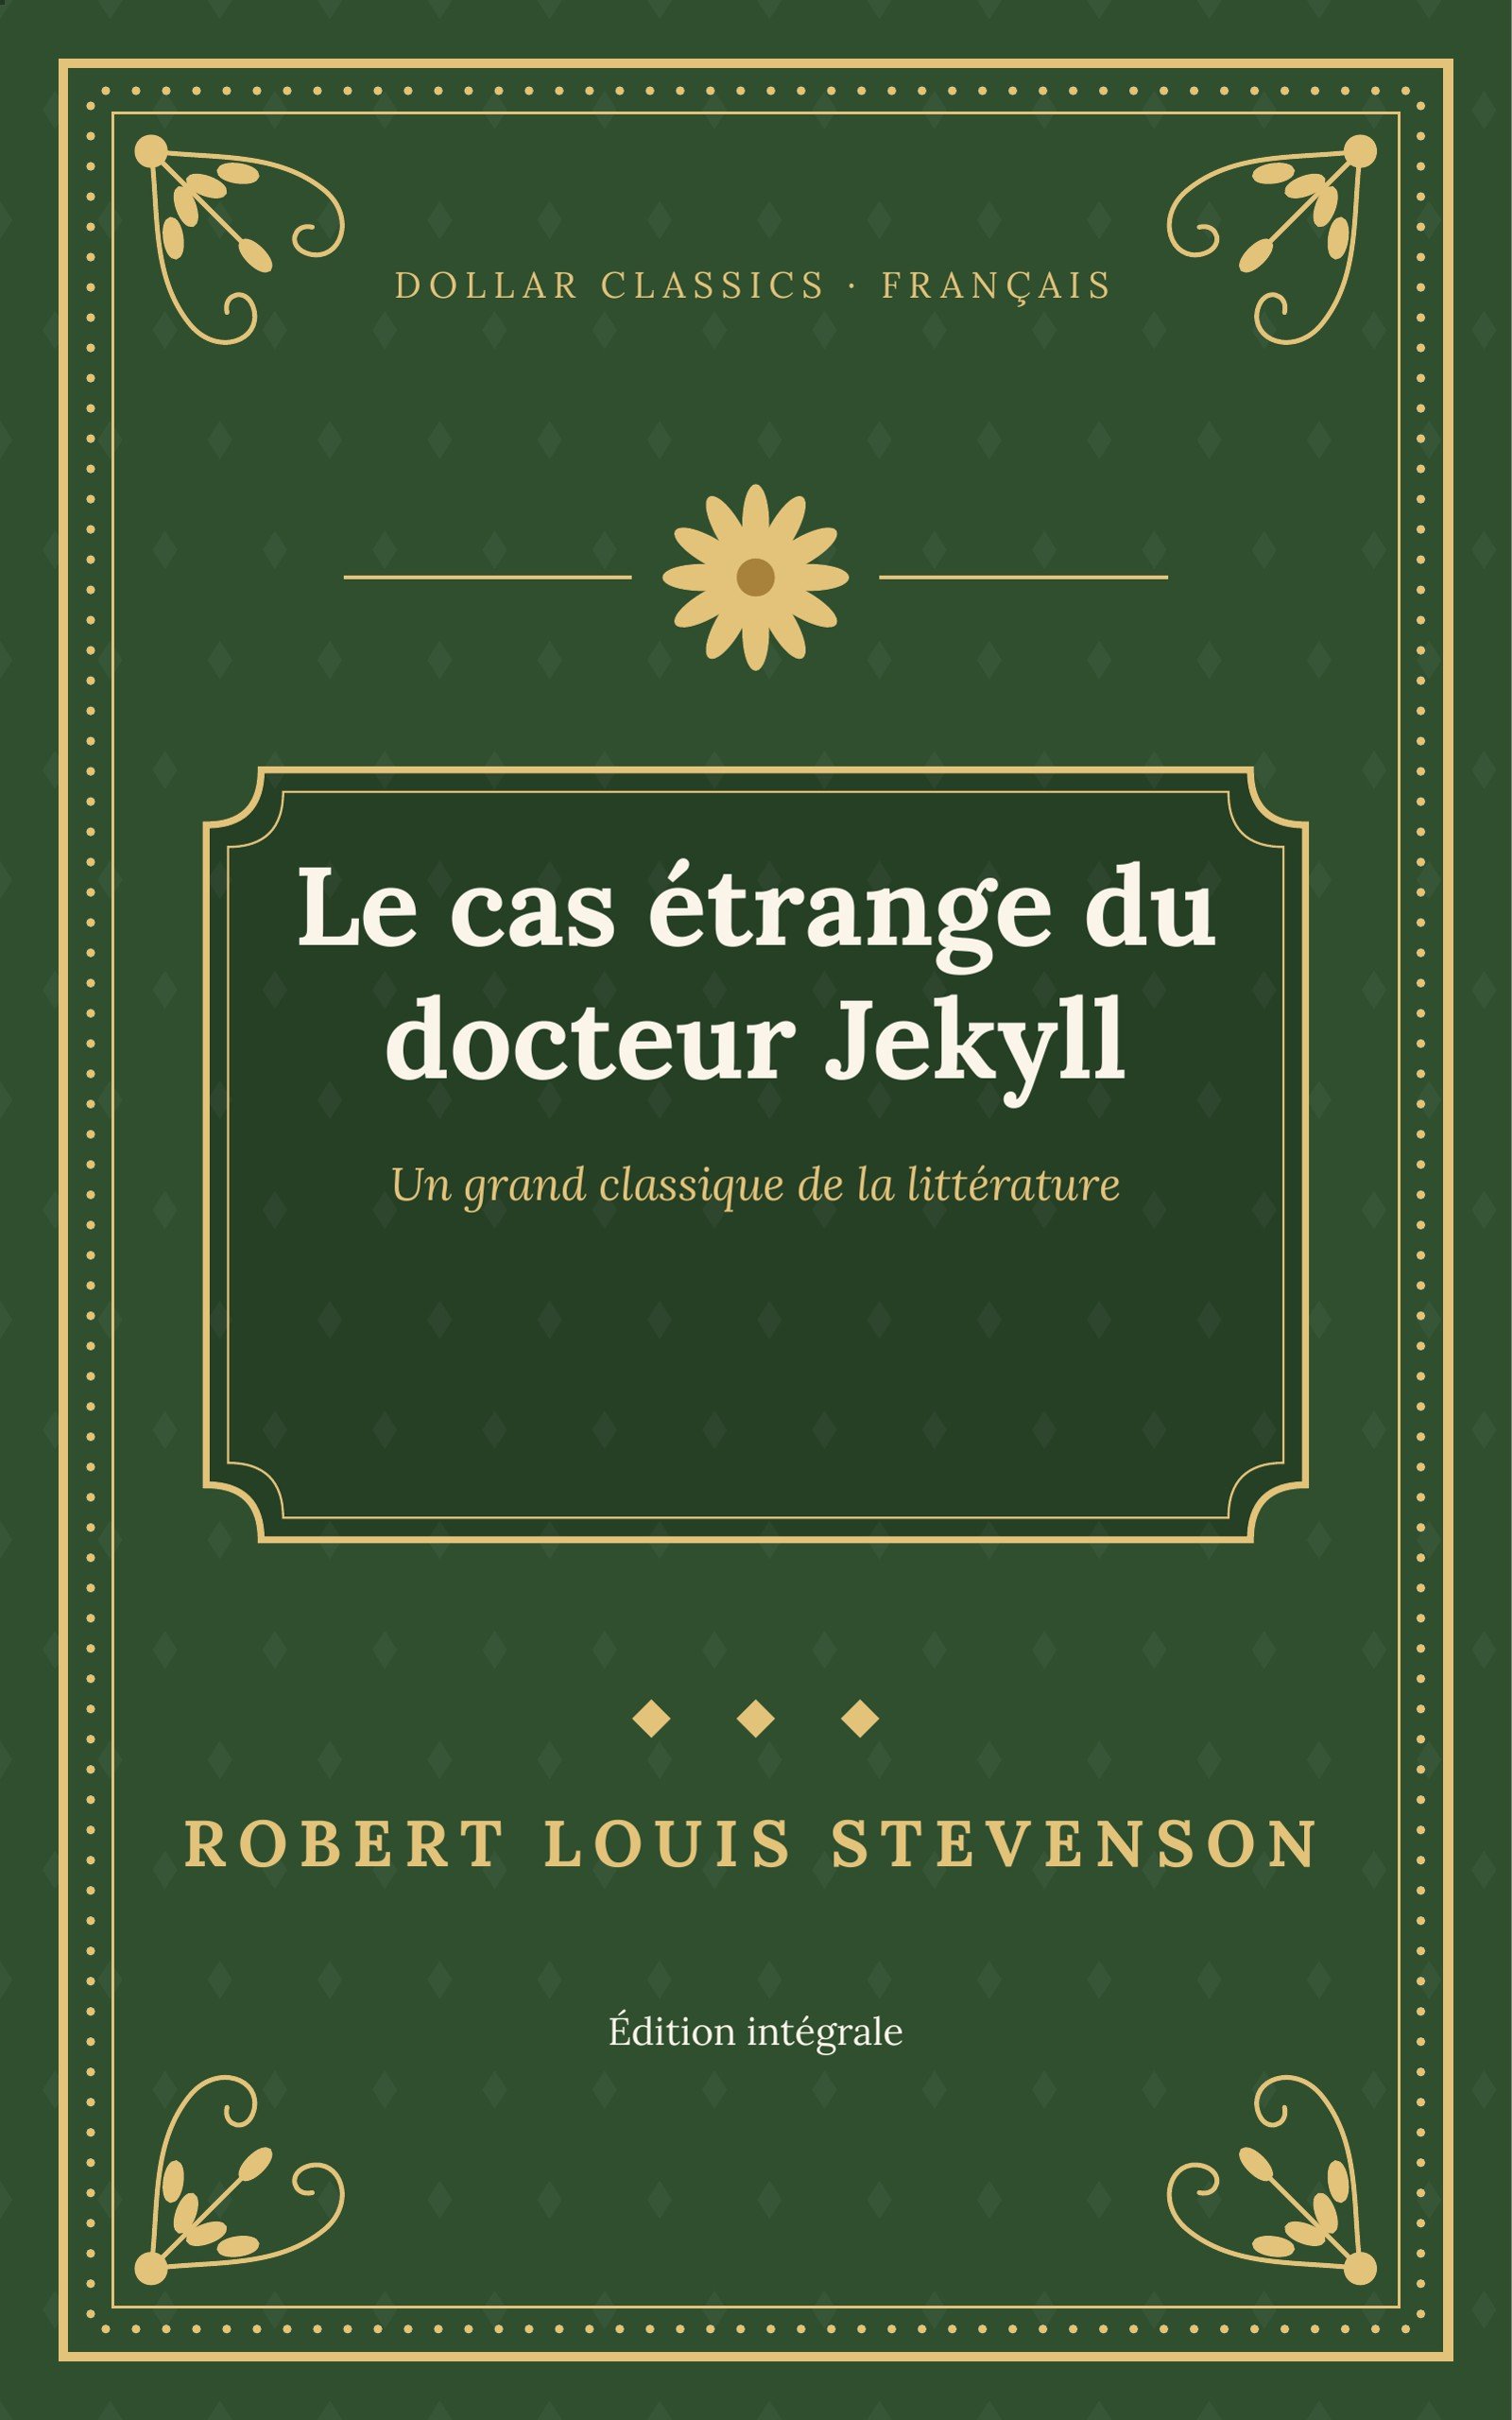 DOLLAR CLASSICS · FRANÇAIS
Le cas étrange du
docteur Jekyll
Un grand classique de la littérature
ROBERT LOUIS STEVENSON
Édition intégrale